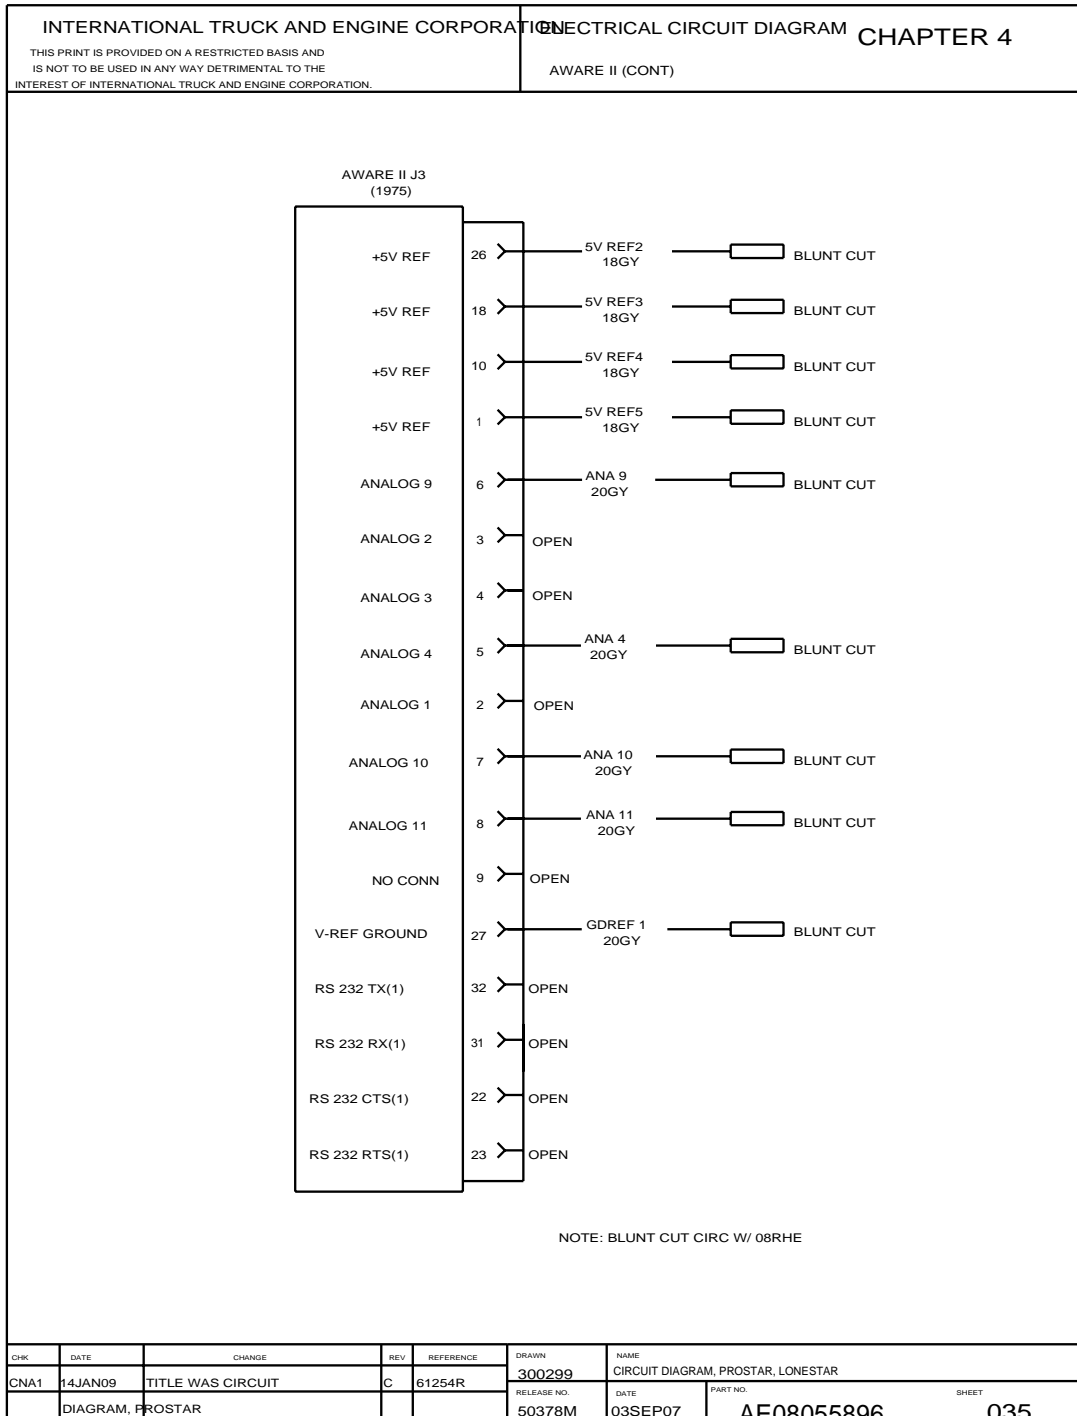 INTERNATIONAL TRUCK AND ENGINE CORPORATION
THIS PRINT IS PROVIDED ON A RESTRICTED BASIS AND
IS NOT TO BE USED IN ANY WAY DETRIMENTAL TO THE
INTEREST OF INTERNATIONAL TRUCK AND ENGINE CORPORATION.
ELECTRICAL CIRCUIT DIAGRAM
CHAPTER 4
AWARE II (CONT)
AWARE II J3
(1975)
+5V REF 26 5V REF2 BLUNT CUT
18GY
+5V REF 18 5V REF3 BLUNT CUT
18GY
+5V REF 10 5V REF4 BLUNT CUT
18GY
+5V REF 1 5V REF5 BLUNT CUT
18GY
ANALOG 9 6 ANA 9 BLUNT CUT
20GY
ANALOG 2 3 OPEN
ANALOG 3 4 OPEN
ANALOG 4 5 ANA 4 BLUNT CUT
20GY
ANALOG 1 2 OPEN
ANALOG 10 7 ANA 10 BLUNT CUT
20GY
ANALOG 11 8 ANA 11 BLUNT CUT
20GY
NO CONN 9 OPEN
V-REF GROUND 27 GDREF 1 BLUNT CUT
20GY
RS 232 TX(1) 32 OPEN
RS 232 RX(1) 31 OPEN
RS 232 CTS(1) 22 OPEN
RS 232 RTS(1) 23 OPEN
NOTE: BLUNT CUT CIRC W/ 08RHE
CHK DATE CHANGE REV REFERENCE
CNA1 14JAN09 TITLE WAS CIRCUIT C 61254R
DIAGRAM, PROSTAR
DRAWN
300299
NAME
CIRCUIT DIAGRAM, PROSTAR, LONESTAR
RELEASE NO.
50378M
DATE
03SEP07
PART NO.
AE08055896
SHEET
035